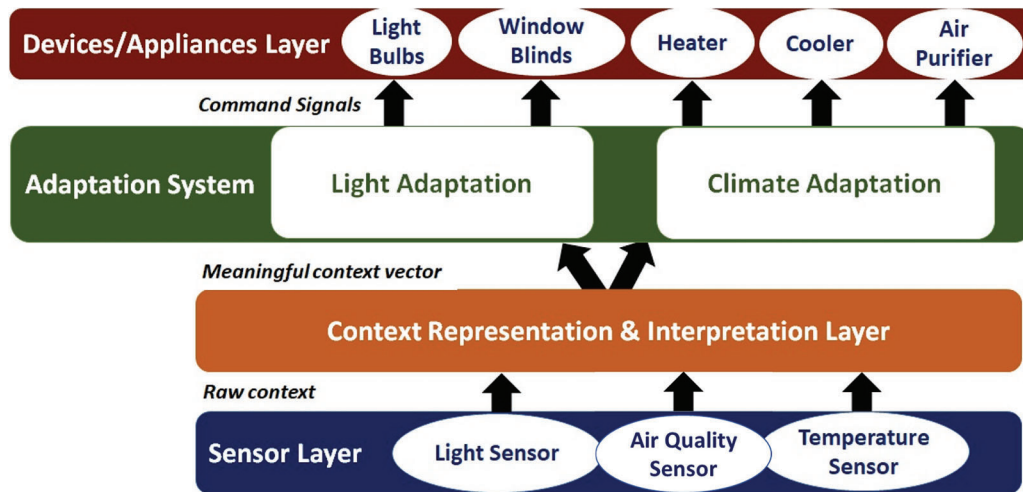 Devices/Appliances Layer
Light
Bulbs
Window
Blinds
Heater
Cooler
Air
Purifier
Command Signals
Adaptation System
Light Adaptation
Climate Adaptation
Meaningful context vector
Context Representation & Interpretation Layer
Raw context
Sensor Layer
Light Sensor
Air Quality
Sensor
Temperature
Sensor